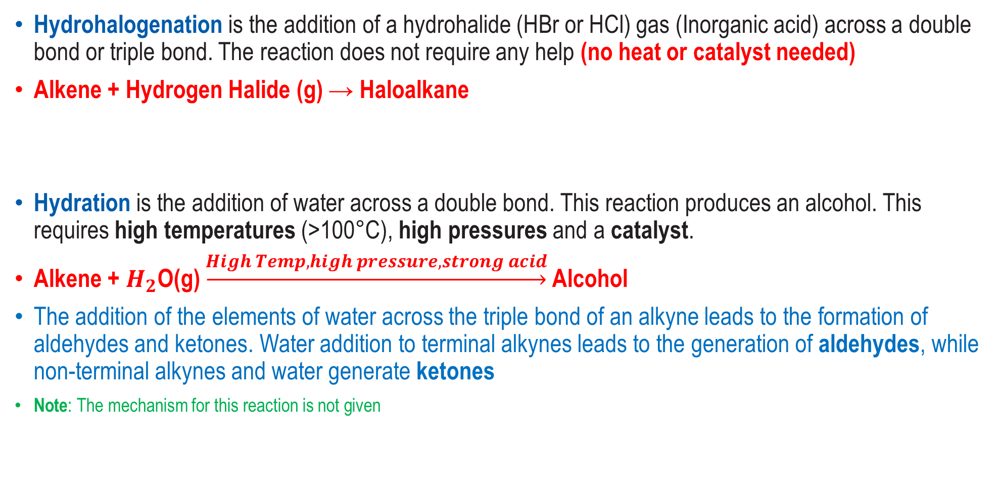 • Hydrohalogenation is the addition of a hydrohalide (HBr or HCl) gas (Inorganic acid) across a double
bond or triple bond. The reaction does not require any help (no heat or catalyst needed)
• Alkene + Hydrogen Halide (g) → Haloalkane
• Hydration is the addition of water across a double bond. This reaction produces an alcohol. This
requires high temperatures (>100°C), high pressures and a catalyst.
High Temp,high pressure,strong acid
• Alkene + H₂O(g) → Alcohol
• The addition of the elements of water across the triple bond of an alkyne leads to the formation of
aldehydes and ketones. Water addition to terminal alkynes leads to the generation of aldehydes, while
non-terminal alkynes and water generate ketones
• Note: The mechanism for this reaction is not given